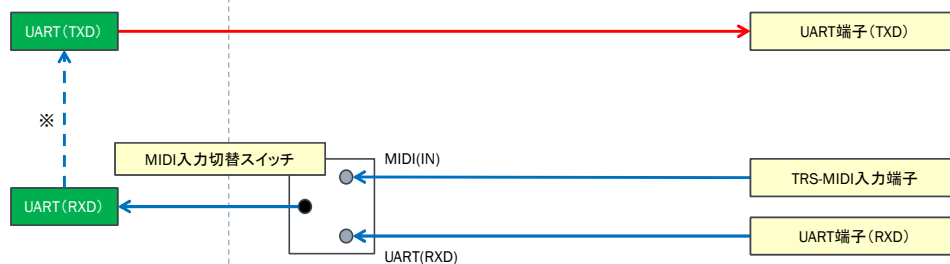 UART(TXD)
UART端子(TXD)
※
MIDI入力切替スイッチ
MIDI(IN)
TRS-MIDI入力端子
UART(RXD)
UART端子(RXD)
UART(RXD)